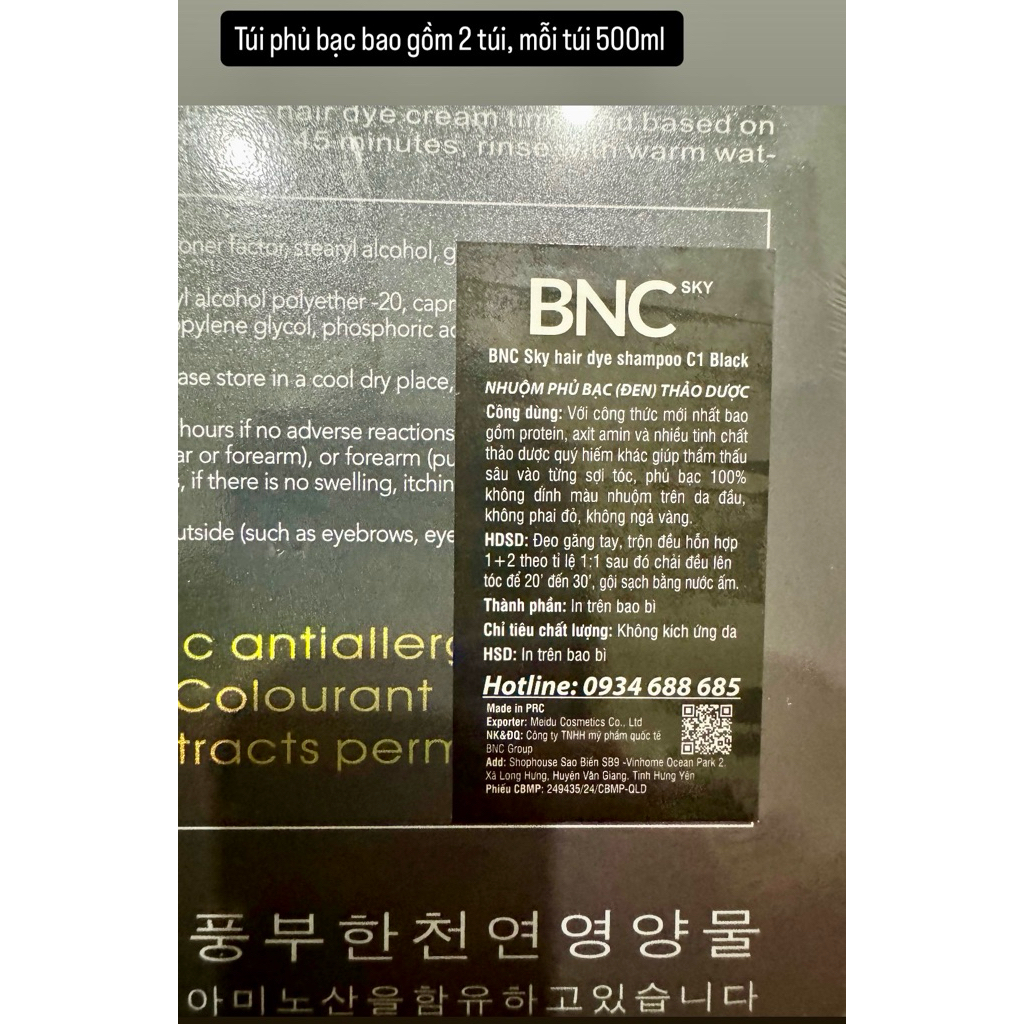 Túi phủ bạc bao gồm 2 túi, mỗi túi 500ml
hair dye cream and based on
45 minutes, rinse with warm wat-
oner factor, stearyl alcohol, g
yl alcohol polyether -20, capr
opylene glycol, phosphoric ac
ase store in a cool dry place,
hours if no adverse reactions
ar or forearm), or forearm (pu
, if there is no swelling, itchin
utside (such as eyebrows, eye
c antiallerg
Colourant
tracts perm
BNC SKY
BNC Sky hair dye shampoo C1 Black
NHUỘM PHỦ BẠC (ĐEN) THẢO DƯỢC
Công dùng: Với công thức mới nhất bao
gồm protein, axit amin và nhiều tinh chất
thảo dược quý hiếm khác giúp thẩm thấu
sâu vào từng sợi tóc, phủ bạc 100%
không dính màu nhuộm trên da đầu,
không phai đỏ, không ngả vàng.
HDSD: Đeo găng tay, trộn đều hỗn hợp
1+2 theo tỉ lệ 1:1 sau đó chải đều lên
tóc để 20' đến 30', gội sạch bằng nước ấm.
Thành phần: In trên bao bì
Chỉ tiêu chất lượng: Không kích ứng da
HSD: In trên bao bì
Hotline: 0934 688 685
Made in PRC
Exporter: Meidu Cosmetics Co., Ltd
NK&ĐQ: Công ty TNHH mỹ phẩm quốc tế
BNC Group
Add: Shophouse Sao Biển SB9 -Vinhome Ocean Park 2.
Xã Long Hưng, Huyện Văn Giang. Tỉnh Hưng Yên
Phiếu CBMP: 249435/24/CBMP-QLD
풍부한천연영양물
아미노산을함유하고있습니다